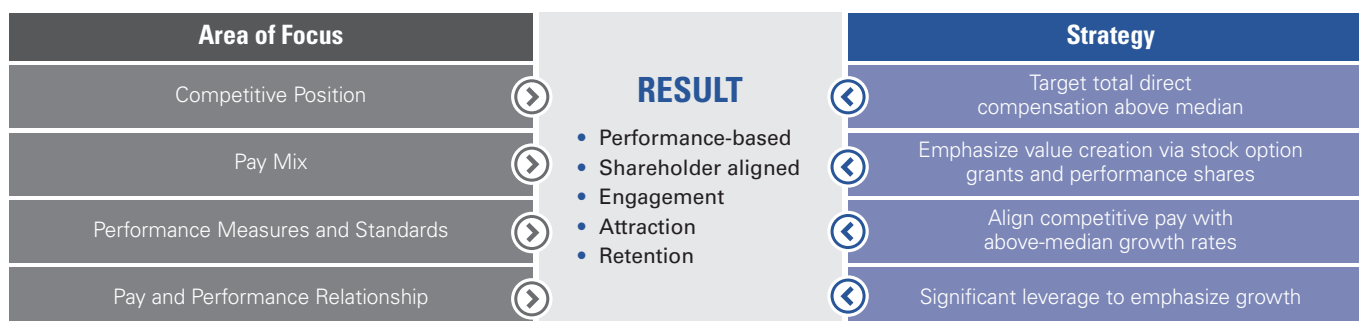 Area of Focus
Competitive Position
Pay Mix
Performance Measures and Standards
Pay and Performance Relationship
RESULT
• Performance-based
• Shareholder aligned
• Engagement
• Attraction
• Retention
Strategy
Target total direct
compensation above median
Emphasize value creation via stock option
grants and performance shares
Align competitive pay with
above-median growth rates
Significant leverage to emphasize growth